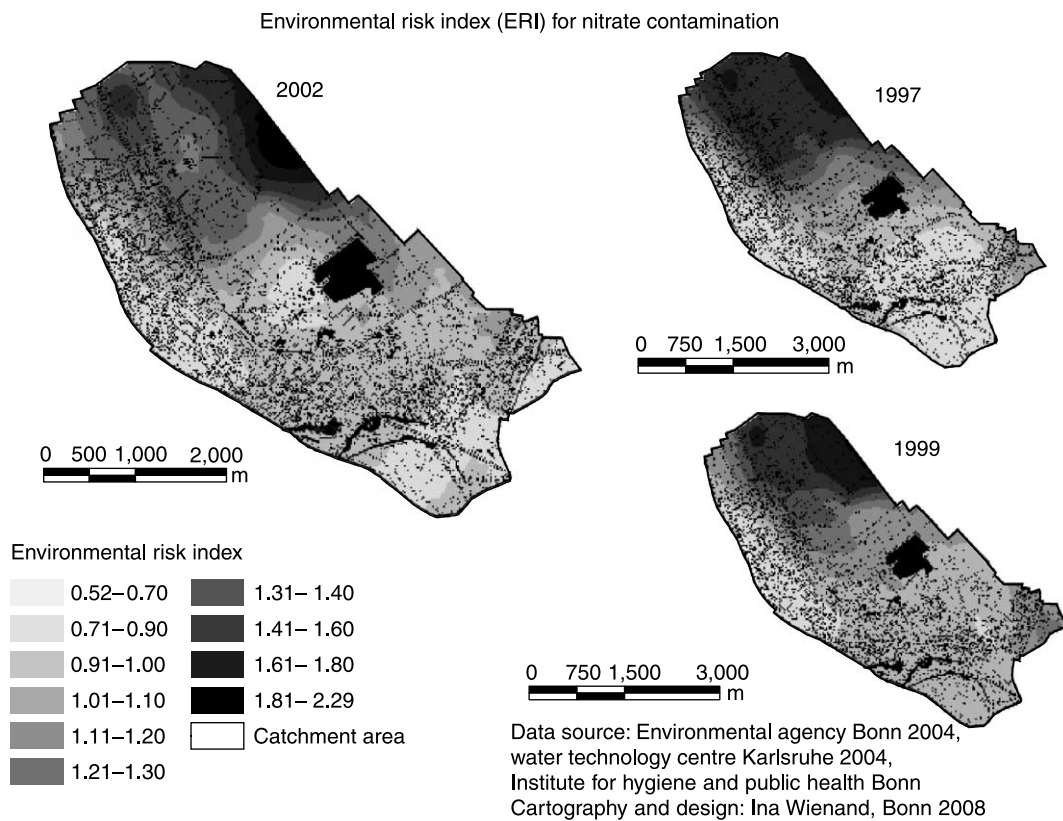 Environmental risk index (ERI) for nitrate contamination
2002
1997
0 750 1,500 3,000
m
0 500 1,000 2,000
m
1999
0 750 1,500 3,000
m
Environmental risk index
0.52–0.70
0.71–0.90
0.91–1.00
1.01–1.10
1.11–1.20
1.21–1.30
1.31– 1.40
1.41– 1.60
1.61– 1.80
1.81– 2.29
Catchment area
Data source: Environmental agency Bonn 2004,
water technology centre Karlsruhe 2004,
Institute for hygiene and public health Bonn
Cartography and design: Ina Wienand, Bonn 2008